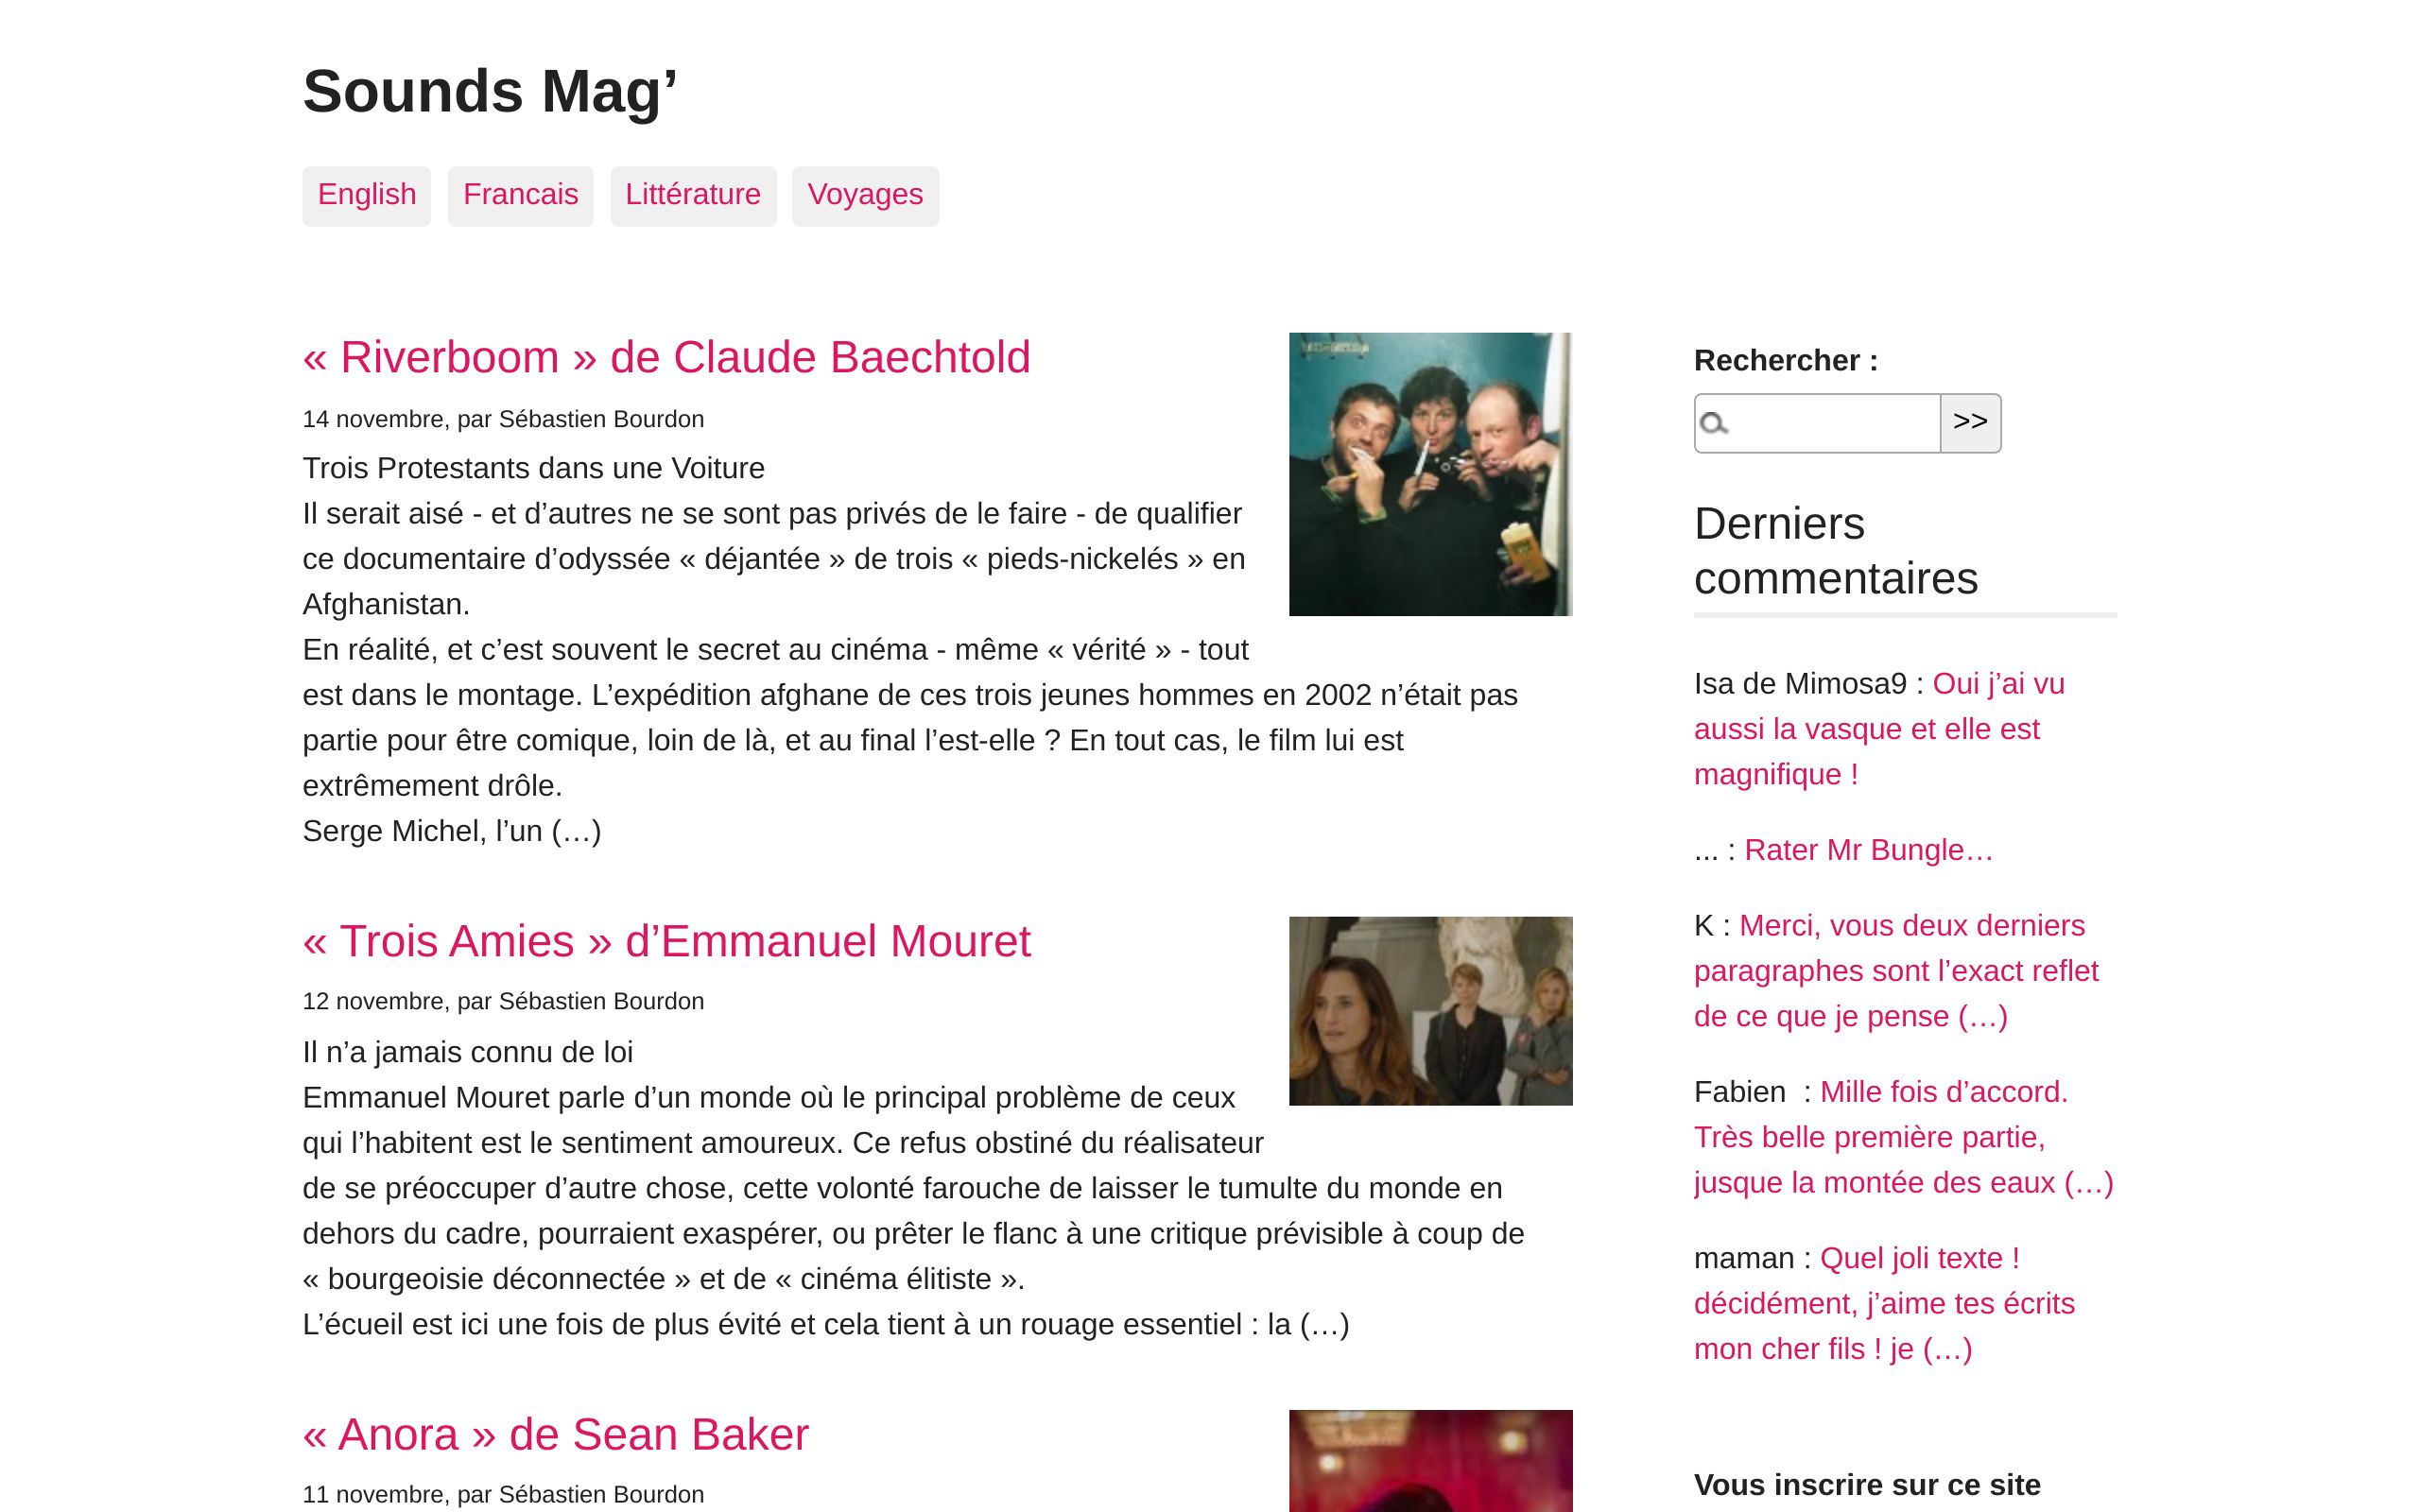 Sounds Mag’
English
Francais
Littérature
Voyages
« Riverboom » de Claude Baechtold
14 novembre, par Sébastien Bourdon
Trois Protestants dans une Voiture
Il serait aisé - et d’autres ne se sont pas privés de le faire - de qualifier
ce documentaire d’odyssée « déjantée » de trois « pieds-nickelés » en
Afghanistan.
En réalité, et c’est souvent le secret au cinéma - même « vérité » - tout
est dans le montage. L’expédition afghane de ces trois jeunes hommes en 2002 n’était pas
partie pour être comique, loin de là, et au final l’est-elle ? En tout cas, le film lui est
extrêmement drôle.
Serge Michel, l’un (…)
« Trois Amies » d’Emmanuel Mouret
12 novembre, par Sébastien Bourdon
Il n’a jamais connu de loi
Emmanuel Mouret parle d’un monde où le principal problème de ceux
qui l’habitent est le sentiment amoureux. Ce refus obstiné du réalisateur
de se préoccuper d’autre chose, cette volonté farouche de laisser le tumulte du monde en
dehors du cadre, pourraient exaspérer, ou prêter le flanc à une critique prévisible à coup de
« bourgeoisie déconnectée » et de « cinéma élitiste ».
L’écueil est ici une fois de plus évité et cela tient à un rouage essentiel : la (…)
« Anora » de Sean Baker
11 novembre, par Sébastien Bourdon
Rechercher :
>>
Derniers
commentaires
Isa de Mimosa9 : Oui j’ai vu
aussi la vasque et elle est
magnifique !
... : Rater Mr Bungle…
K : Merci, vous deux derniers
paragraphes sont l’exact reflet
de ce que je pense (…)
Fabien  : Mille fois d’accord.
Très belle première partie,
jusque la montée des eaux (…)
maman : Quel joli texte !
décidément, j’aime tes écrits
mon cher fils ! je (…)
Vous inscrire sur ce site